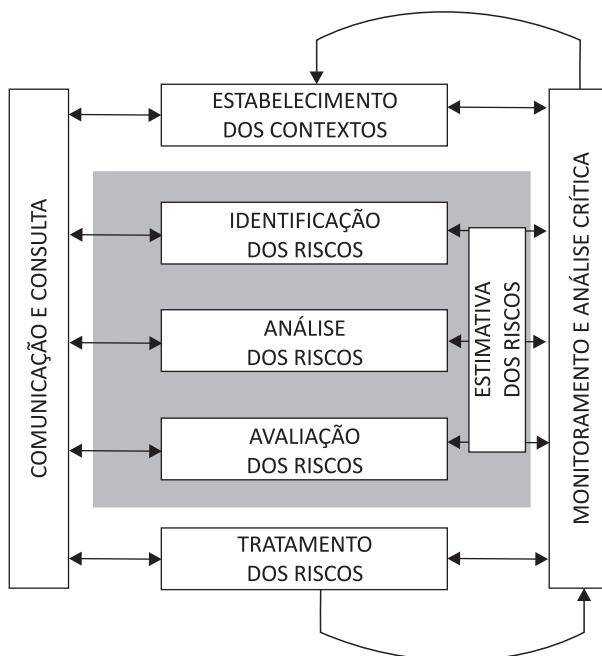 ESTABELECIMENTO
DOS CONTEXTOS
COMUNICAÇÃO E CONSULTA
IDENTIFICAÇÃO
DOS RISCOS
ANÁLISE
DOS RISCOS
AVALIAÇÃO
DOS RISCOS
ESTIMATIVA
DOS RISCOS
MONITORAMENTO E ANÁLISE CRÍTICA
TRATAMENTO
DOS RISCOS